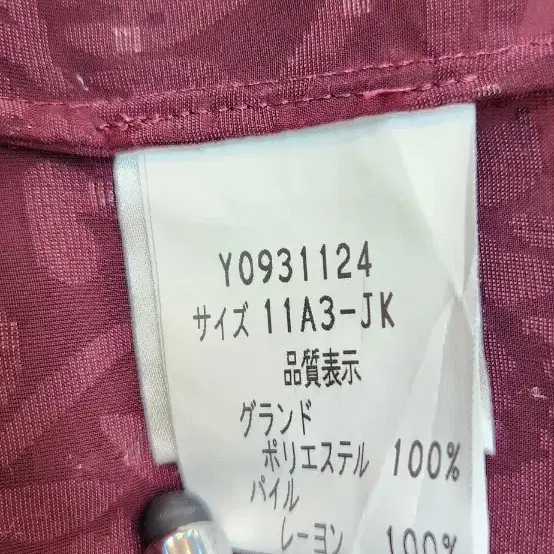 Y0931124
サイズ 11A3-JK
品質表示
グランド
ポリエステル 100%
パイル
レーヨン 100%